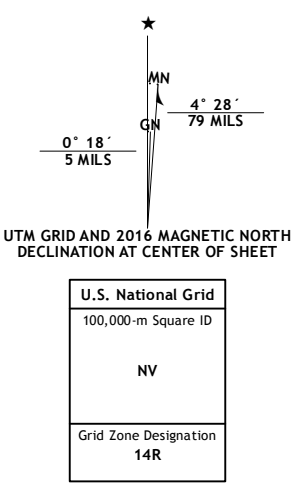 MN
4° 28´
79 MILS
GN
0° 18´
5 MILS
UTM GRID AND 2016 MAGNETIC NORTH
DECLINATION AT CENTER OF SHEET
U.S. National Grid
100,000-m Square ID
NV
Grid Zone Designation
14R